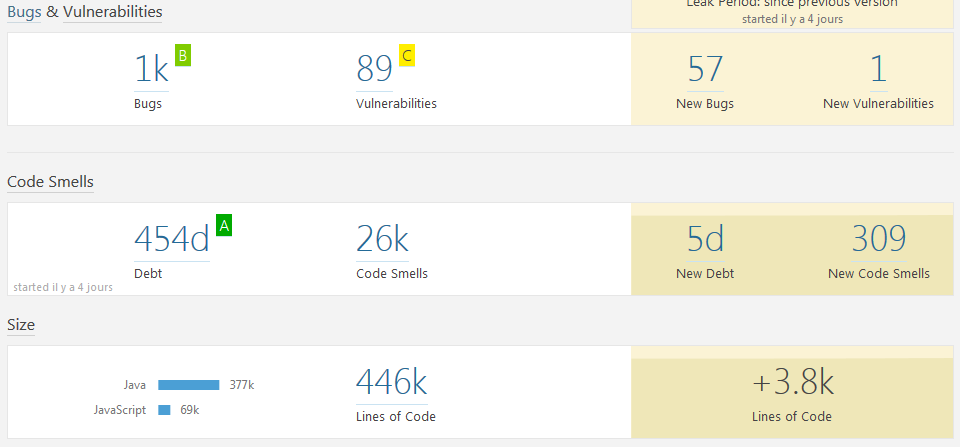 Bugs & Vulnerabilities
Leak Period: since previous version
started il y a 4 jours
1k B
Bugs
89 C
Vulnerabilities
57
New Bugs
1
New Vulnerabilities
Code Smells
454d A
Debt
26k
Code Smells
5d
New Debt
309
New Code Smells
started il y a 4 jours
Size
Java 377k
JavaScript 69k
446k
Lines of Code
+3.8k
Lines of Code